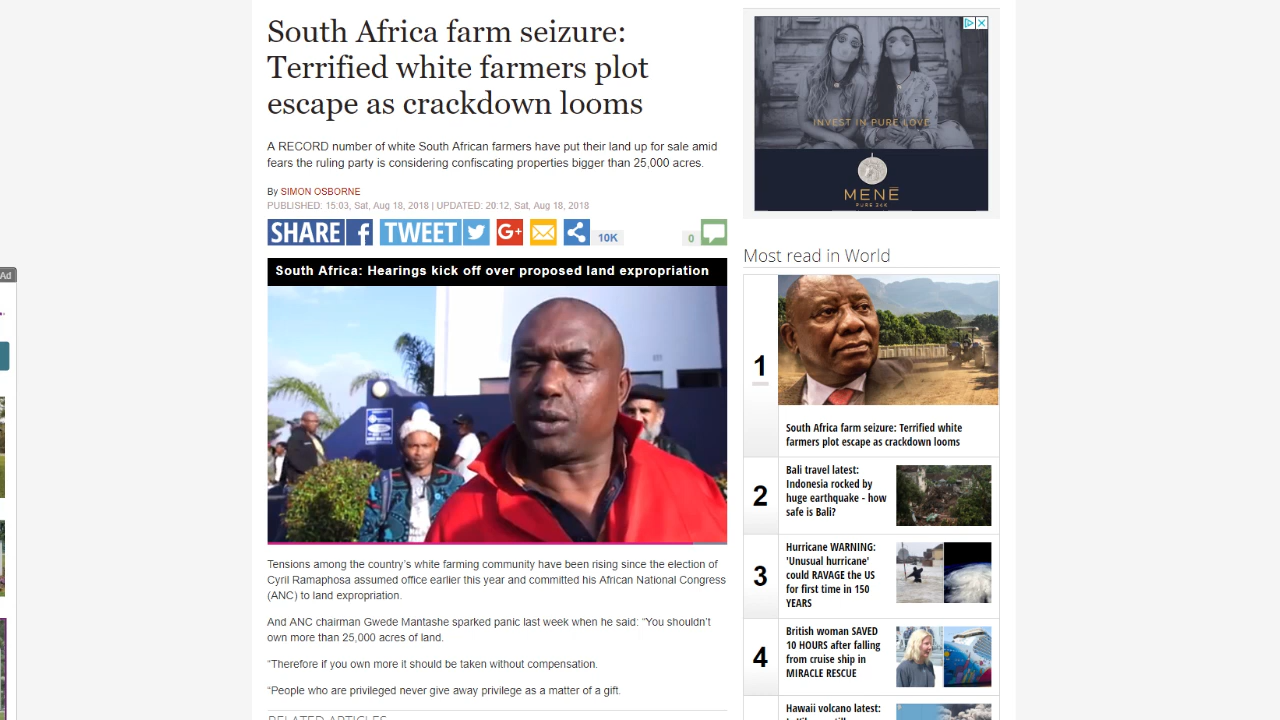 South Africa farm seizure:
Terrified white farmers plot
escape as crackdown looms
A RECORD number of white South African farmers have put their land up for sale amid
fears the ruling party is considering confiscating properties bigger than 25,000 acres.
By SIMON OSBORNE
PUBLISHED: 15:03, Sat, Aug 18, 2018 | UPDATED: 20:12, Sat, Aug 18, 2018
SHARE f TWEET G+ 10K 0
South Africa: Hearings kick off over proposed land expropriation
Tensions among the country's white farming community have been rising since the election of
Cyril Ramaphosa assumed office earlier this year and committed his African National Congress
(ANC) to land expropriation.
And ANC chairman Gwede Mantashe sparked panic last week when he said: "You shouldn't
own more than 25,000 acres of land.
"Therefore if you own more it should be taken without compensation.
"People who are privileged never give away privilege as a matter of a gift.
RELATED ARTICLES
Ad
INVEST IN PURE LOVE
MENĒ
PURE 24K
Most read in World
1
South Africa farm seizure: Terrified white
farmers plot escape as crackdown looms
2
Bali travel latest:
Indonesia rocked by
huge earthquake - how
safe is Bali?
3
Hurricane WARNING:
'Unusual hurricane'
could RAVAGE the US
for first time in 150
YEARS
4
British woman SAVED
10 HOURS after falling
from cruise ship in
MIRACLE RESCUE
Hawaii volcano latest: